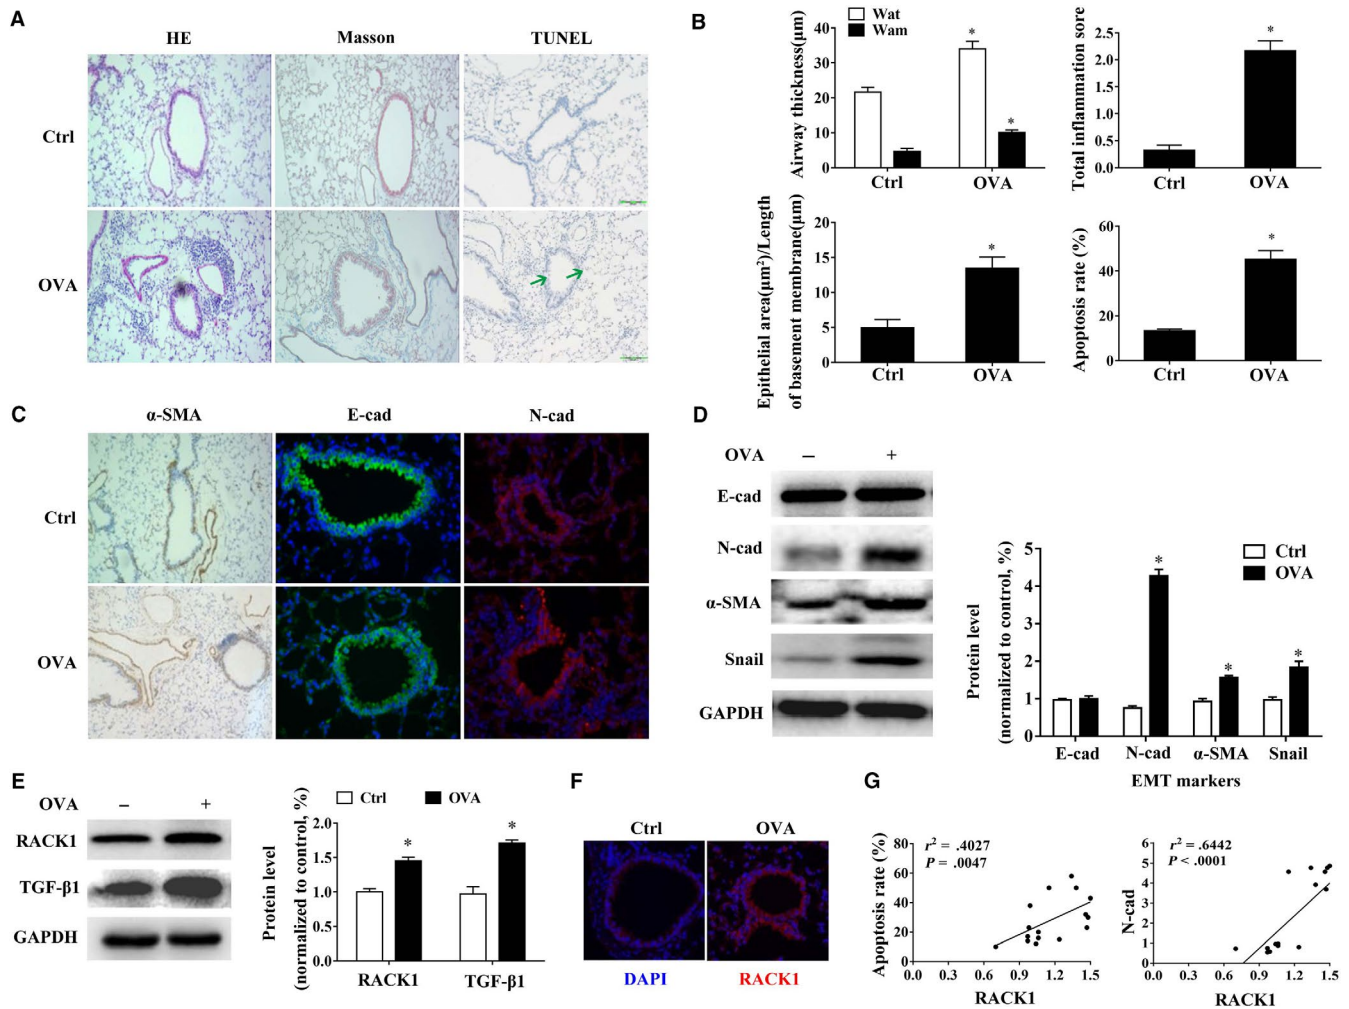 A
HE Masson TUNEL
Ctrl
OVA
B
Wat
Wam
Airway thickness(μm)
40
30
20
10
0
* *
Ctrl OVA
Total inflammation sore
2.5
2.0
1.5
1.0
0.5
0.0
*
Ctrl OVA
Epithelial area(μm²)/Length
of basement membrane(μm)
20
15
10
5
0
*
Ctrl OVA
Apoptosis rate (%)
60
40
20
0
*
Ctrl OVA
C
α-SMA E-cad N-cad
Ctrl
OVA
D
OVA – +
E-cad
N-cad
α-SMA
Snail
GAPDH
Protein level
(normalized to control, %)
5
4
3
2
1
0
Ctrl
OVA
* * *
E-cad N-cad α-SMA Snail
EMT markers
E
OVA – +
RACK1
TGF-β1
GAPDH
Protein level
(normalized to control, %)
Ctrl OVA
2.0
1.5
1.0
0.5
0.0
* *
RACK1 TGF-β1
F
Ctrl OVA
DAPI RACK1
G
Apoptosis rate (%)
80
60
40
20
0
r² = .4027
P = .0047
0.0 0.3 0.6 0.9 1.2 1.5
RACK1
N-cad
6
5
4
3
2
1
0
r² = .6442
P < .0001
0.0 0.3 0.6 0.9 1.2 1.5
RACK1